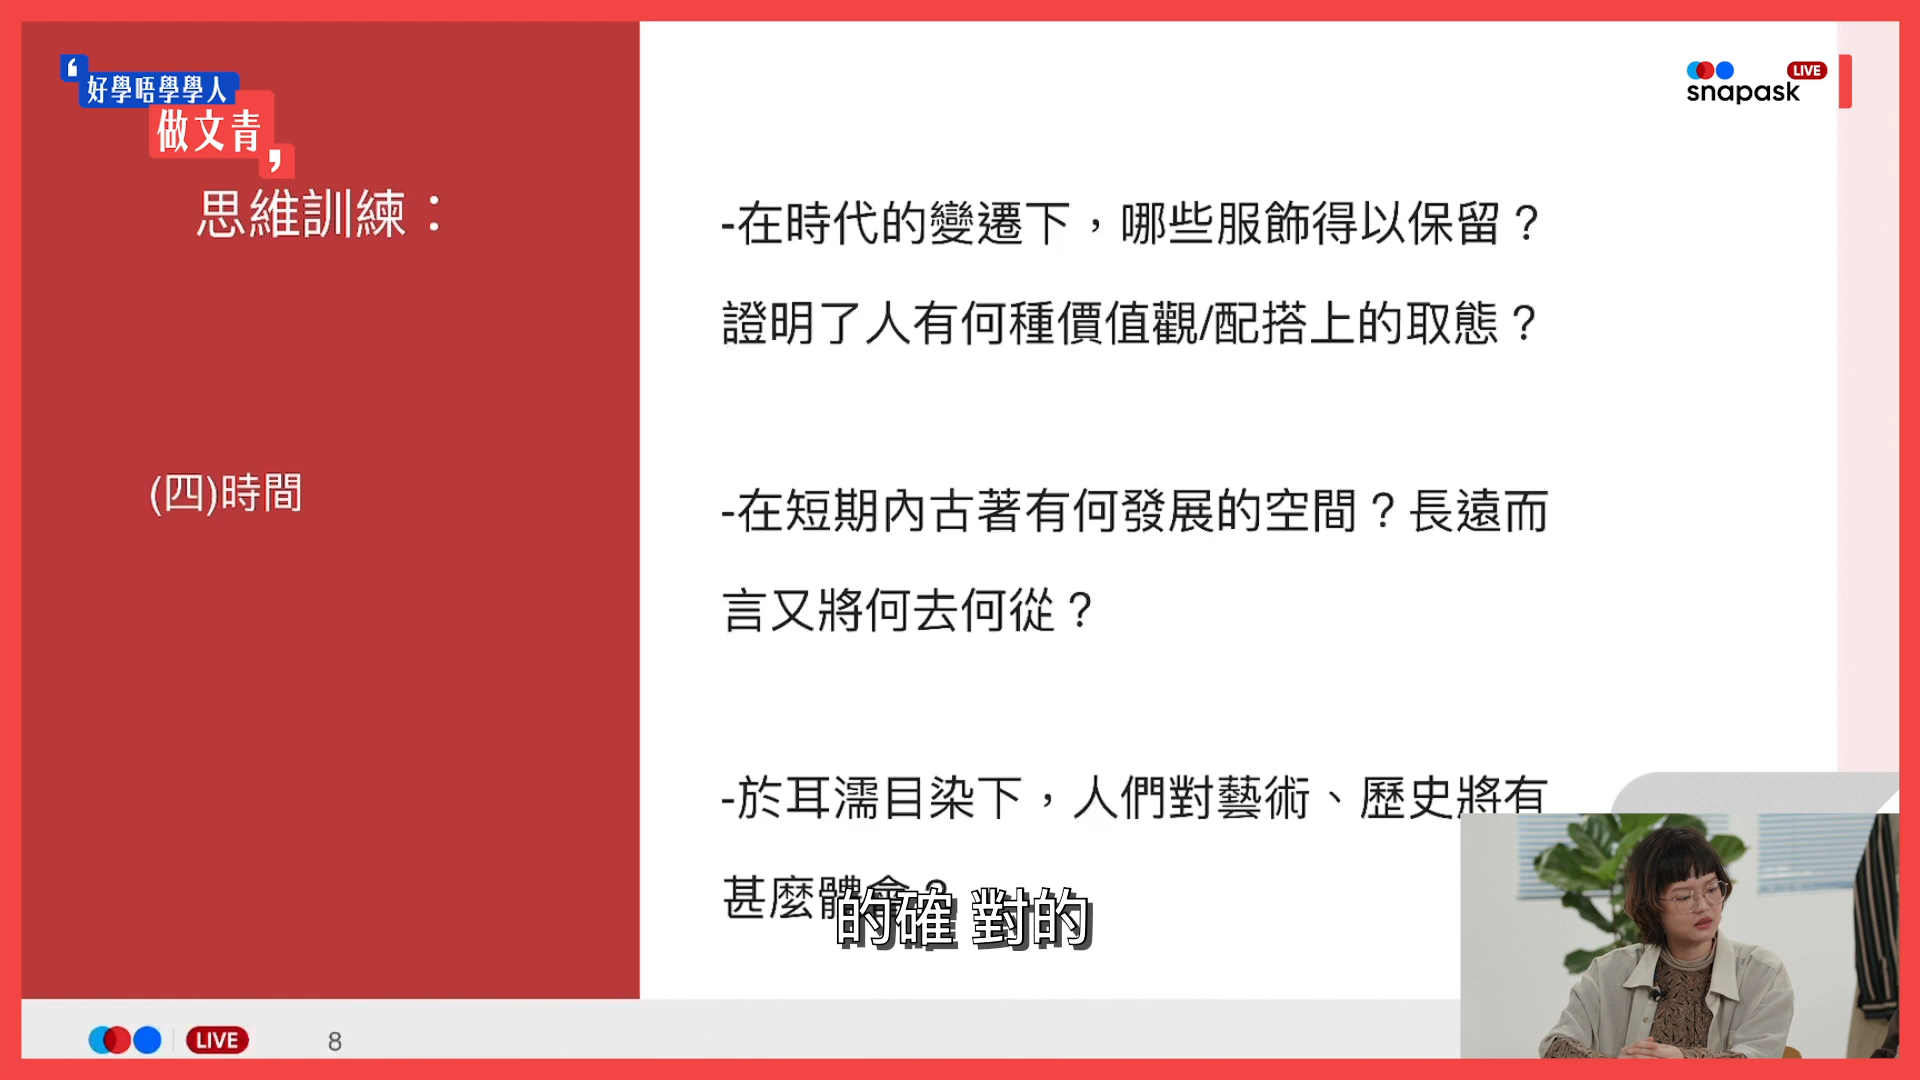 好學唔學學人
做文青
LIVE
snapask
思維訓練：
(四)時間
-在時代的變遷下，哪些服飾得以保留？
證明了人有何種價值觀/配搭上的取態？
-在短期內古著有何發展的空間？長遠而
言又將何去何從？
-於耳濡目染下，人們對藝術、歷史將有
甚麼體會？
的確 對的
LIVE
8